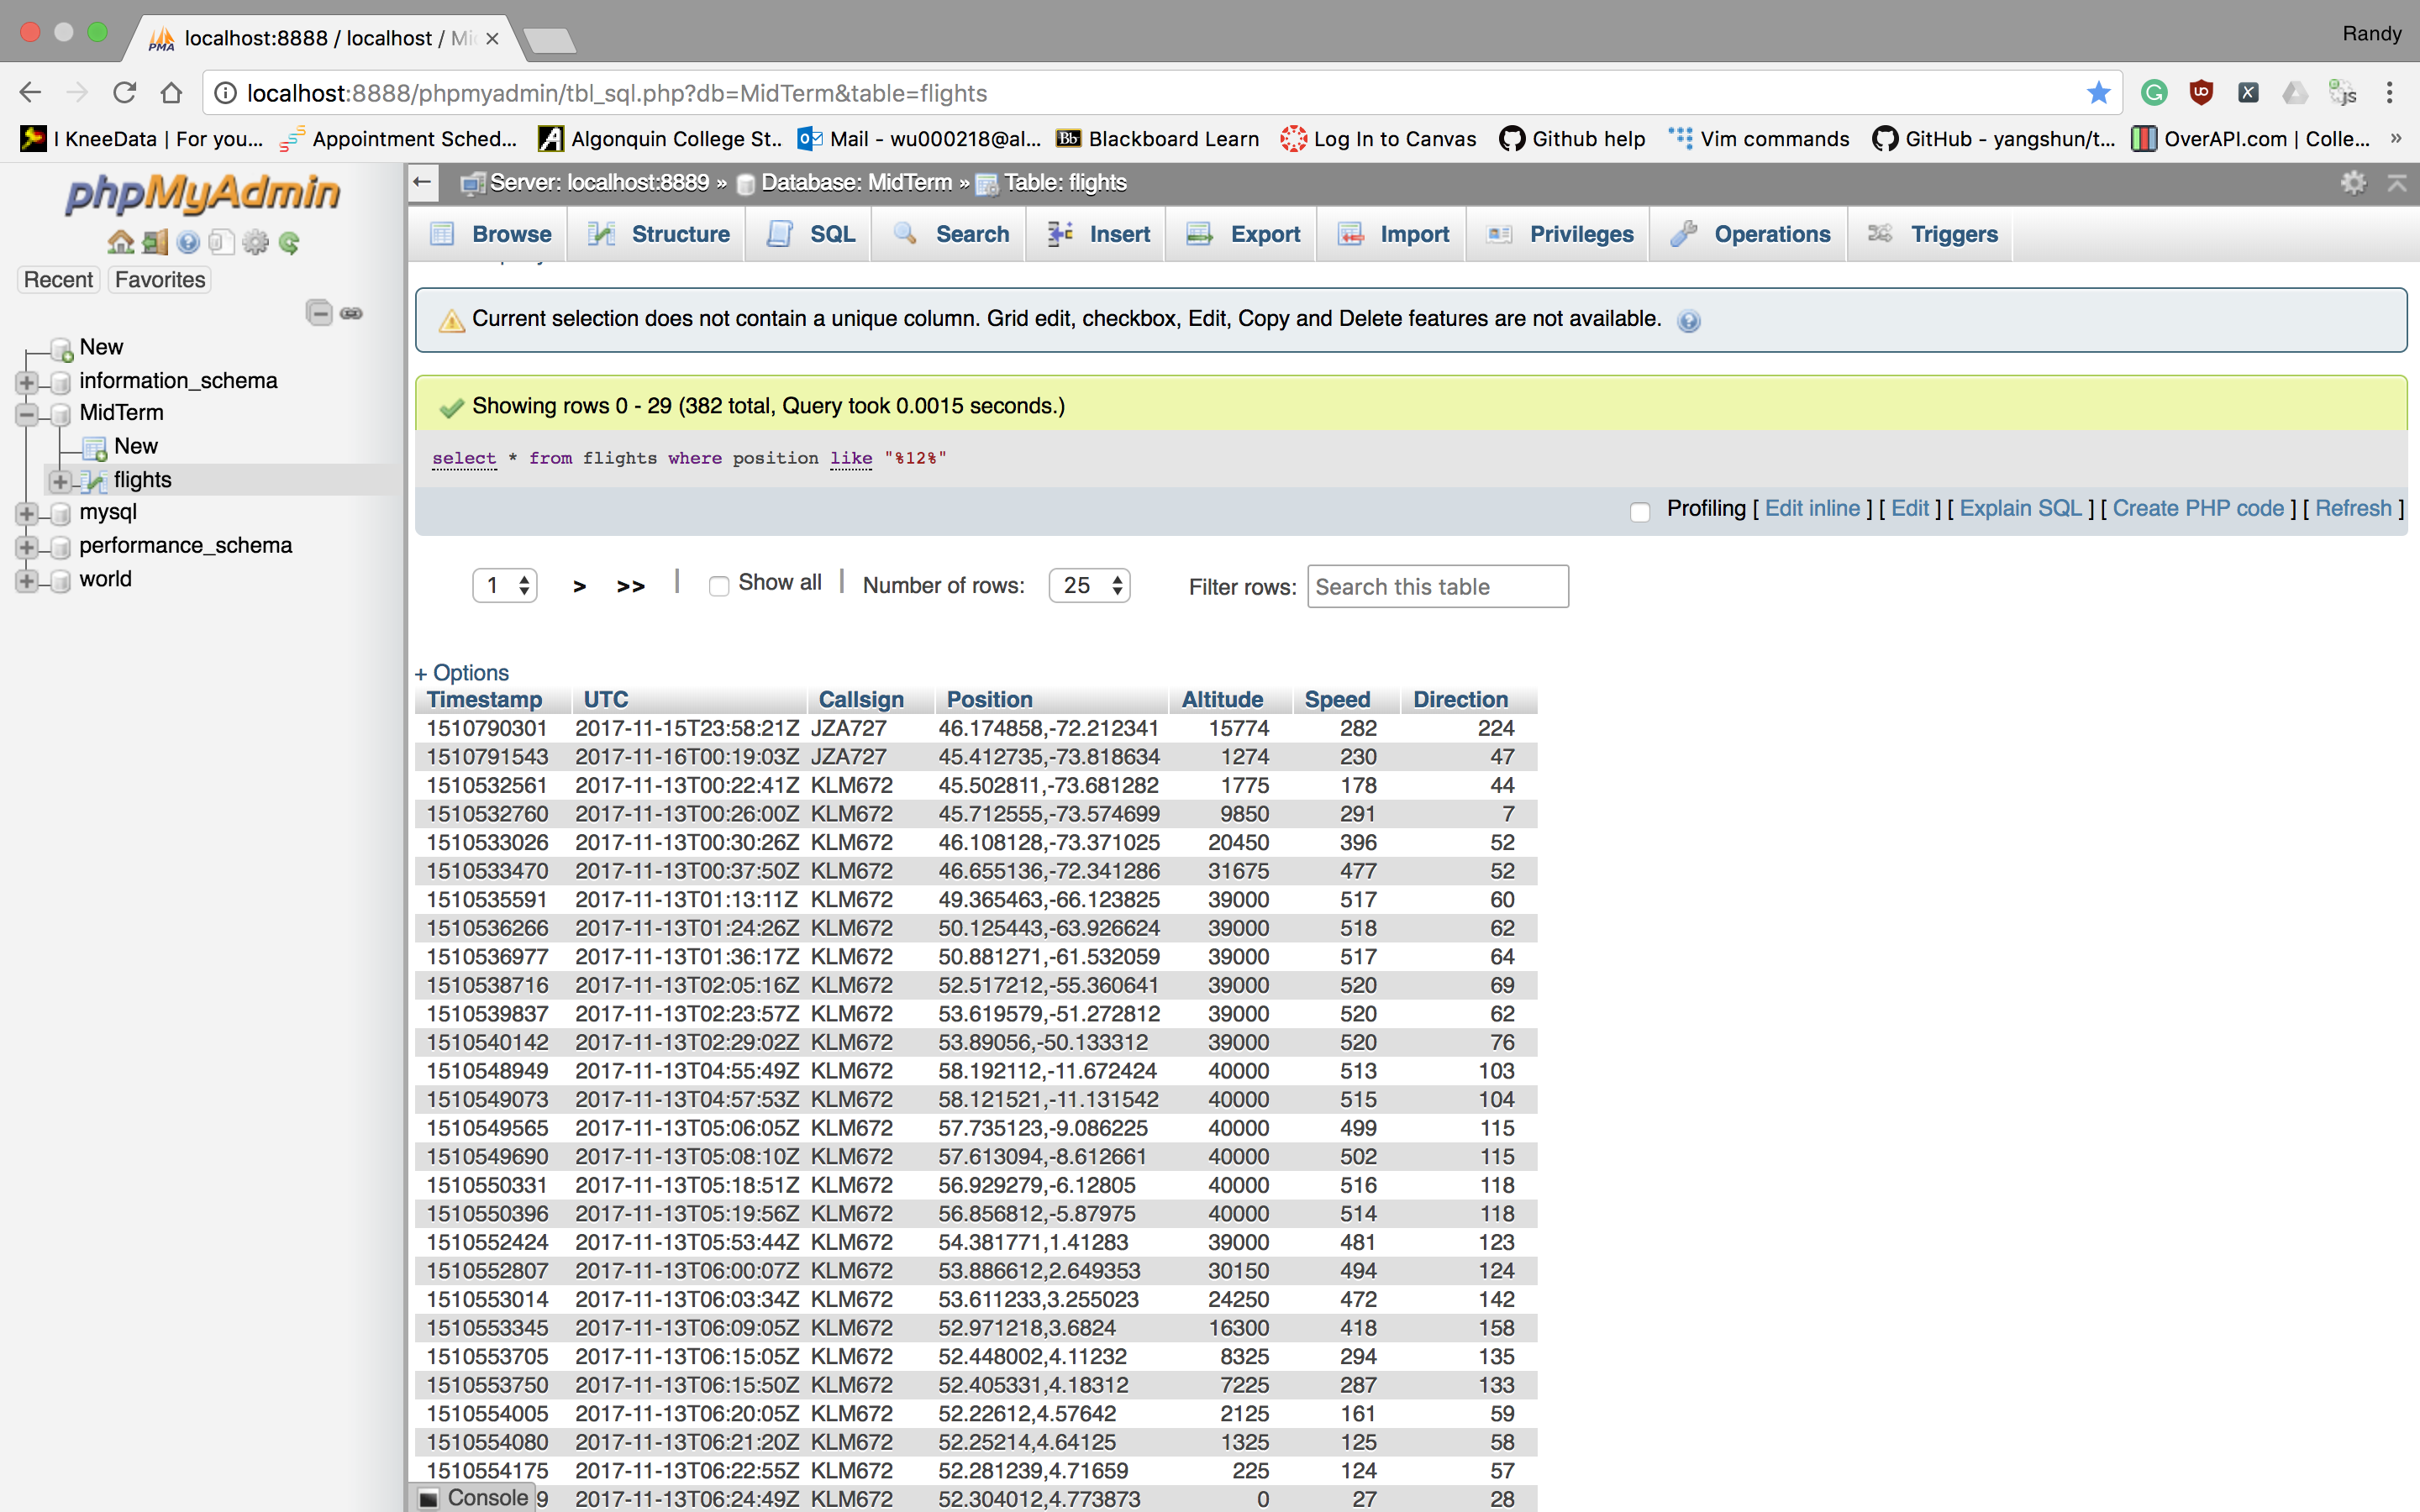 localhost:8888 / localhost / Mi
Randy
localhost:8888/phpmyadmin/tbl_sql.php?db=MidTerm&table=flights
I KneeData | For you... Appointment Sched... Algonquin College St... Mail - wu000218@al... Blackboard Learn Log In to Canvas Github help Vim commands GitHub - yangshun/t... OverAPI.com | Colle... »
phpMyAdmin
Recent Favorites
New
information_schema
MidTerm
New
flights
mysql
performance_schema
world
Server: localhost:8889 » Database: MidTerm » Table: flights
Browse Structure SQL Search Insert Export Import Privileges Operations Triggers
Current selection does not contain a unique column. Grid edit, checkbox, Edit, Copy and Delete features are not available.
Showing rows 0 - 29 (382 total, Query took 0.0015 seconds.)
select * from flights where position like "%12%"
Profiling [ Edit inline ] [ Edit ] [ Explain SQL ] [ Create PHP code ] [ Refresh ]
1 > >> | Show all | Number of rows: 25 Filter rows: Search this table
+ Options
Timestamp UTC Callsign Position Altitude Speed Direction
1510790301 2017-11-15T23:58:21Z JZA727 46.174858,-72.212341 15774 282 224
1510791543 2017-11-16T00:19:03Z JZA727 45.412735,-73.818634 1274 230 47
1510532561 2017-11-13T00:22:41Z KLM672 45.502811,-73.681282 1775 178 44
1510532760 2017-11-13T00:26:00Z KLM672 45.712555,-73.574699 9850 291 7
1510533026 2017-11-13T00:30:26Z KLM672 46.108128,-73.371025 20450 396 52
1510533470 2017-11-13T00:37:50Z KLM672 46.655136,-72.341286 31675 477 52
1510535591 2017-11-13T01:13:11Z KLM672 49.365463,-66.123825 39000 517 60
1510536266 2017-11-13T01:24:26Z KLM672 50.125443,-63.926624 39000 518 62
1510536977 2017-11-13T01:36:17Z KLM672 50.881271,-61.532059 39000 517 64
1510538716 2017-11-13T02:05:16Z KLM672 52.517212,-55.360641 39000 520 69
1510539837 2017-11-13T02:23:57Z KLM672 53.619579,-51.272812 39000 520 62
1510540142 2017-11-13T02:29:02Z KLM672 53.89056,-50.133312 39000 520 76
1510548949 2017-11-13T04:55:49Z KLM672 58.192112,-11.672424 40000 513 103
1510549073 2017-11-13T04:57:53Z KLM672 58.121521,-11.131542 40000 515 104
1510549565 2017-11-13T05:06:05Z KLM672 57.735123,-9.086225 40000 499 115
1510549690 2017-11-13T05:08:10Z KLM672 57.613094,-8.612661 40000 502 115
1510550331 2017-11-13T05:18:51Z KLM672 56.929279,-6.12805 40000 516 118
1510550396 2017-11-13T05:19:56Z KLM672 56.856812,-5.87975 40000 514 118
1510552424 2017-11-13T05:53:44Z KLM672 54.381771,1.41283 39000 481 123
1510552807 2017-11-13T06:00:07Z KLM672 53.886612,2.649353 30150 494 124
1510553014 2017-11-13T06:03:34Z KLM672 53.611233,3.255023 24250 472 142
1510553345 2017-11-13T06:09:05Z KLM672 52.971218,3.6824 16300 418 158
1510553705 2017-11-13T06:15:05Z KLM672 52.448002,4.11232 8325 294 135
1510553750 2017-11-13T06:15:50Z KLM672 52.405331,4.18312 7225 287 133
1510554005 2017-11-13T06:20:05Z KLM672 52.22612,4.57642 2125 161 59
1510554080 2017-11-13T06:21:20Z KLM672 52.25214,4.64125 1325 125 58
1510554175 2017-11-13T06:22:55Z KLM672 52.281239,4.71659 225 124 57
Console 9 2017-11-13T06:24:49Z KLM672 52.304012,4.773873 0 27 28